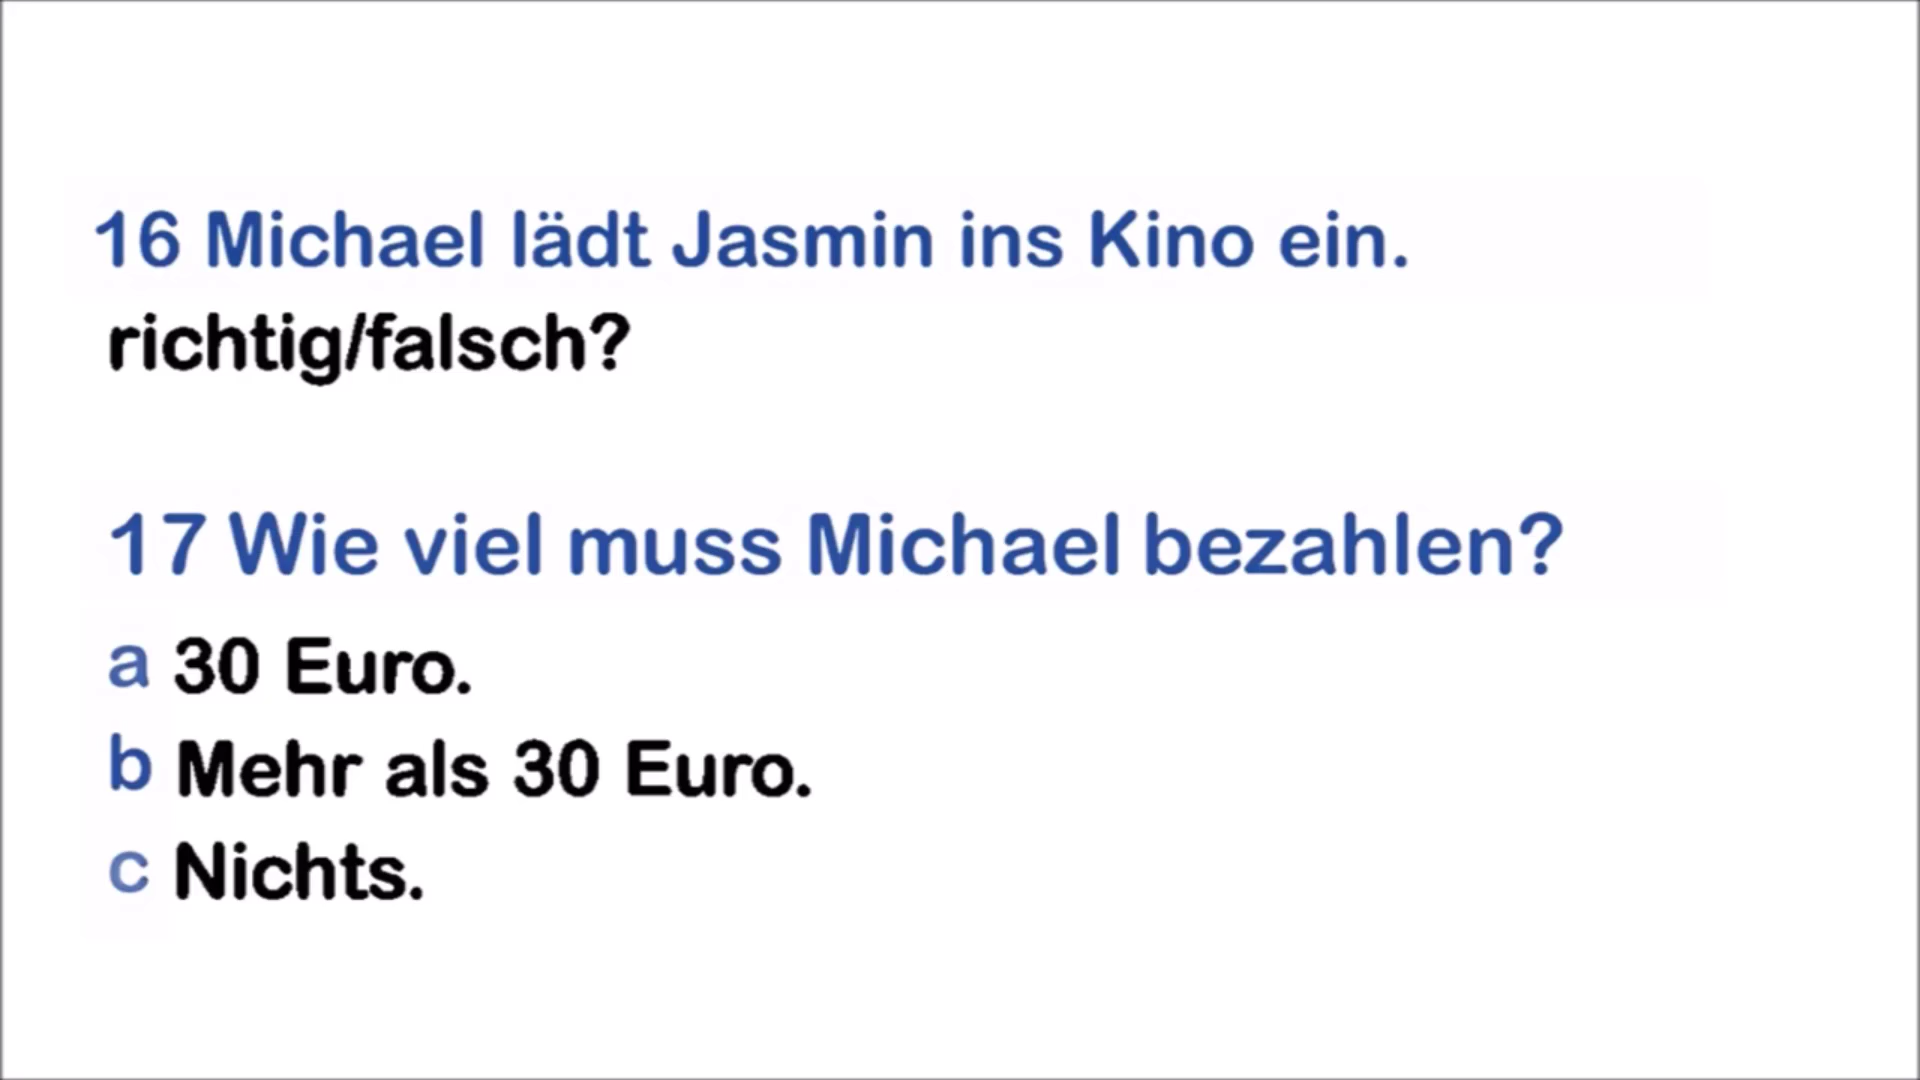 16 Michael lädt Jasmin ins Kino ein.
richtig/falsch?
17 Wie viel muss Michael bezahlen?
a 30 Euro.
b Mehr als 30 Euro.
c Nichts.